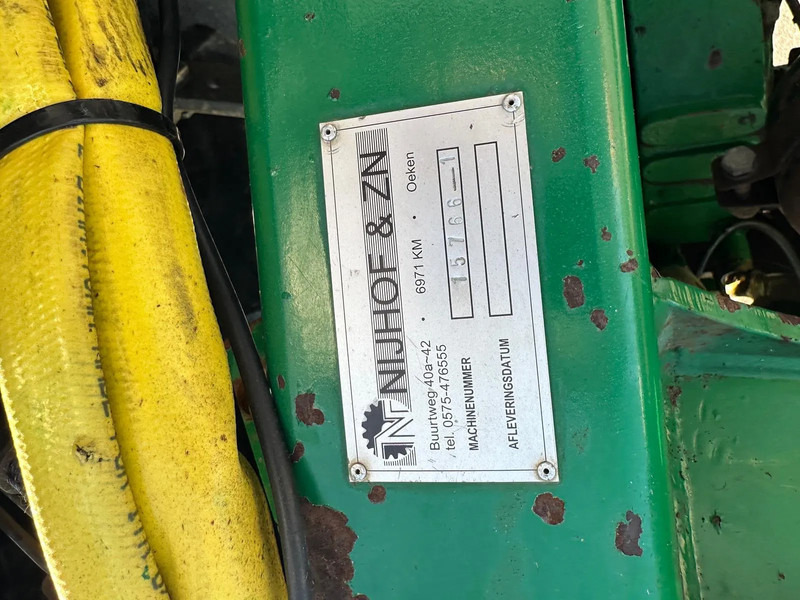 NIJHOF & ZN
Buurtweg 40a-42 • 6971 KM • Oeken
tel. 0575-476555
MACHINENUMMER 15766-1
AFLEVERINGSDATUM